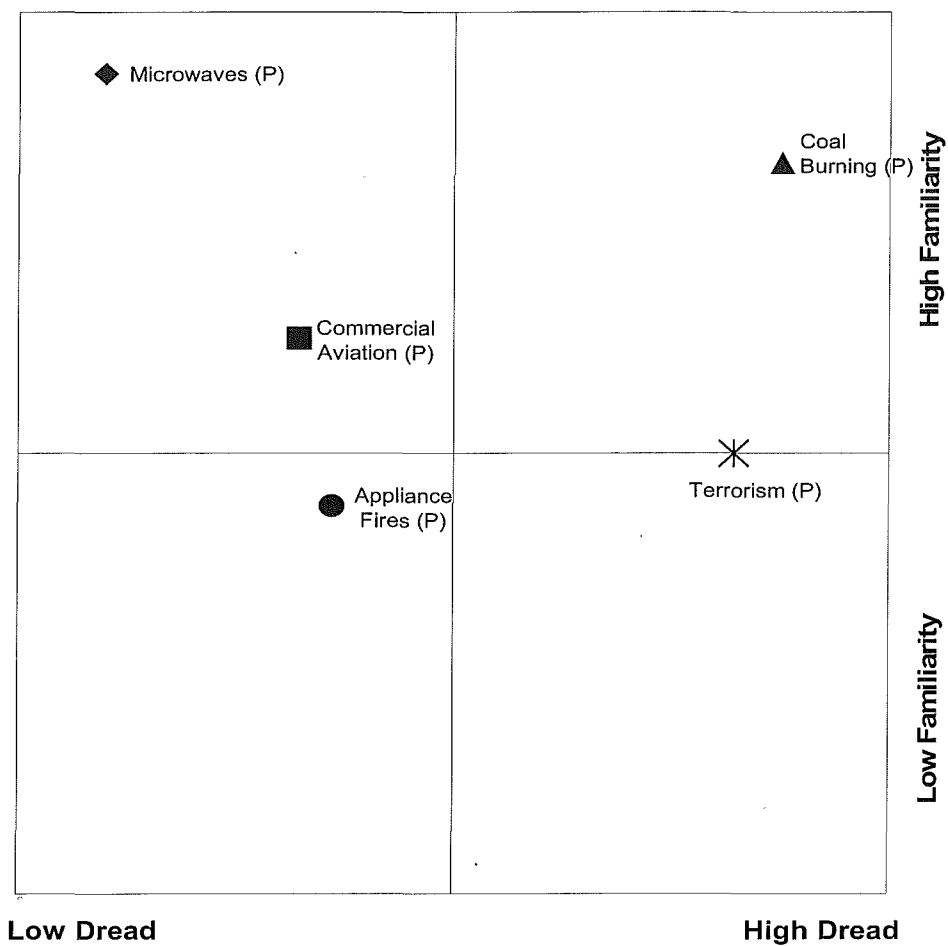 Microwaves (P)
Coal
Burning (P)
High Familiarity
Commercial
Aviation (P)
Appliance
Fires (P)
Terrorism (P)
Low Familiarity
Low Dread
High Dread